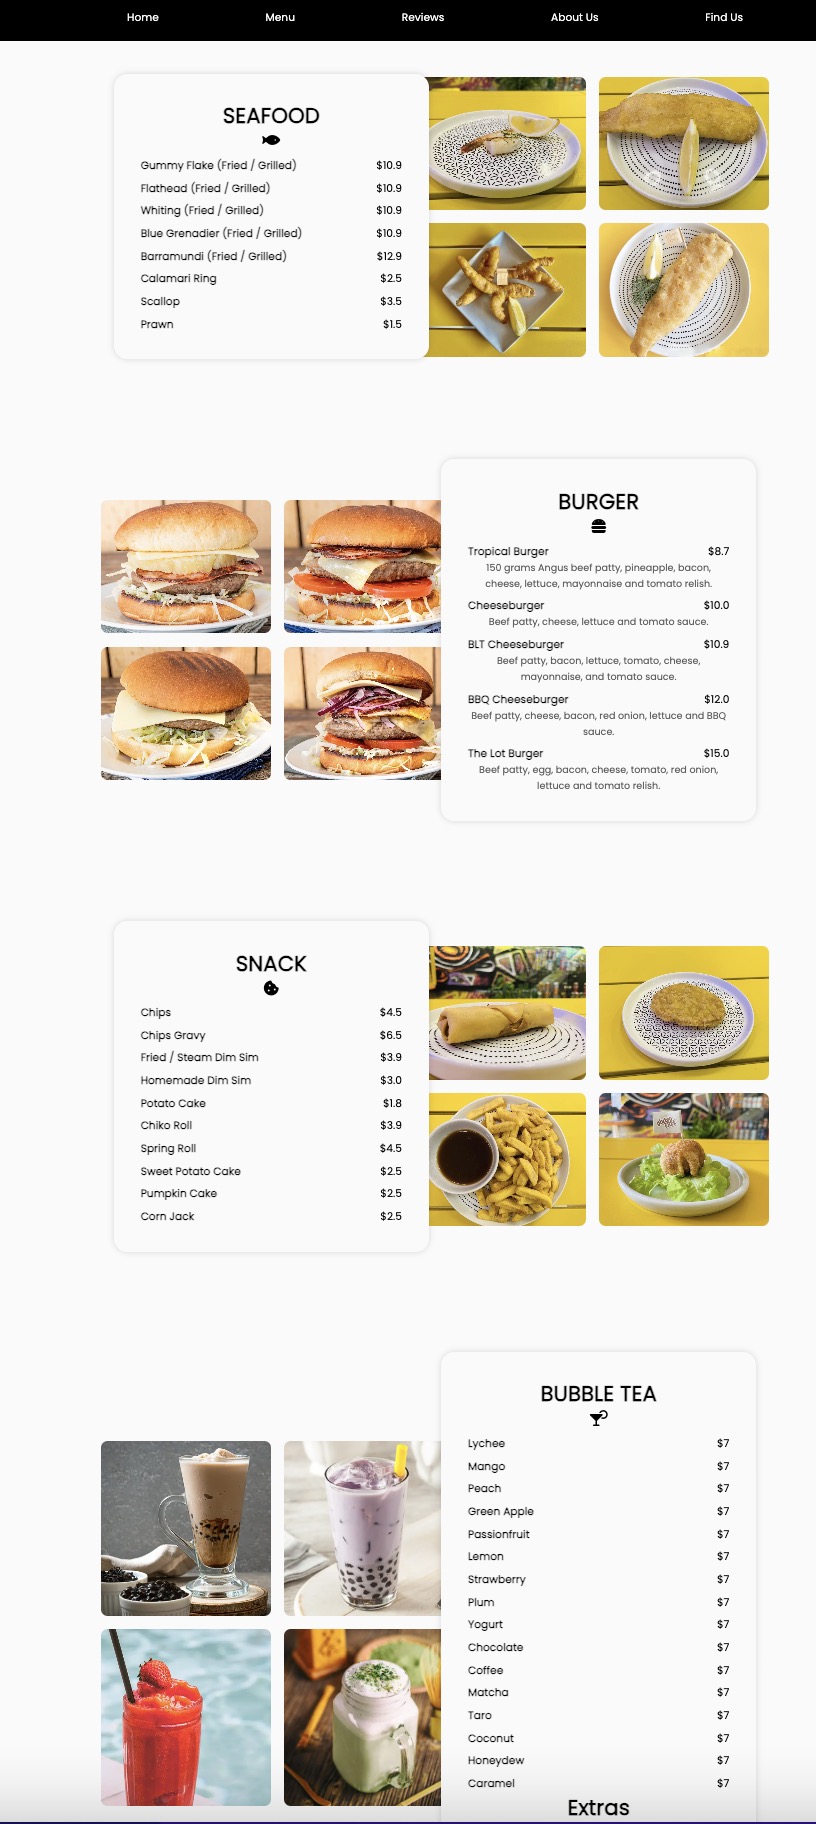 Home Menu Reviews About Us Find Us
SEAFOOD
Gummy Flake (Fried / Grilled) $10.9
Flathead (Fried / Grilled) $10.9
Whiting (Fried / Grilled) $10.9
Blue Grenadier (Fried / Grilled) $10.9
Barramundi (Fried / Grilled) $12.9
Calamari Ring $2.5
Scallop $3.5
Prawn $1.5
BURGER
Tropical Burger $8.7
150 grams Angus beef patty, pineapple, bacon,
cheese, lettuce, mayonnaise and tomato relish.
Cheeseburger $10.0
Beef patty, cheese, lettuce and tomato sauce.
BLT Cheeseburger $10.9
Beef patty, bacon, lettuce, tomato, cheese,
mayonnaise, and tomato sauce.
BBQ Cheeseburger $12.0
Beef patty, cheese, bacon, red onion, lettuce and BBQ
sauce.
The Lot Burger $15.0
Beef patty, egg, bacon, cheese, tomato, red onion,
lettuce and tomato relish.
SNACK
Chips $4.5
Chips Gravy $6.5
Fried / Steam Dim Sim $3.9
Homemade Dim Sim $3.0
Potato Cake $1.8
Chiko Roll $3.9
Spring Roll $4.5
Sweet Potato Cake $2.5
Pumpkin Cake $2.5
Corn Jack $2.5
BUBBLE TEA
Lychee $7
Mango $7
Peach $7
Green Apple $7
Passionfruit $7
Lemon $7
Strawberry $7
Plum $7
Yogurt $7
Chocolate $7
Coffee $7
Matcha $7
Taro $7
Coconut $7
Honeydew $7
Caramel $7
Extras